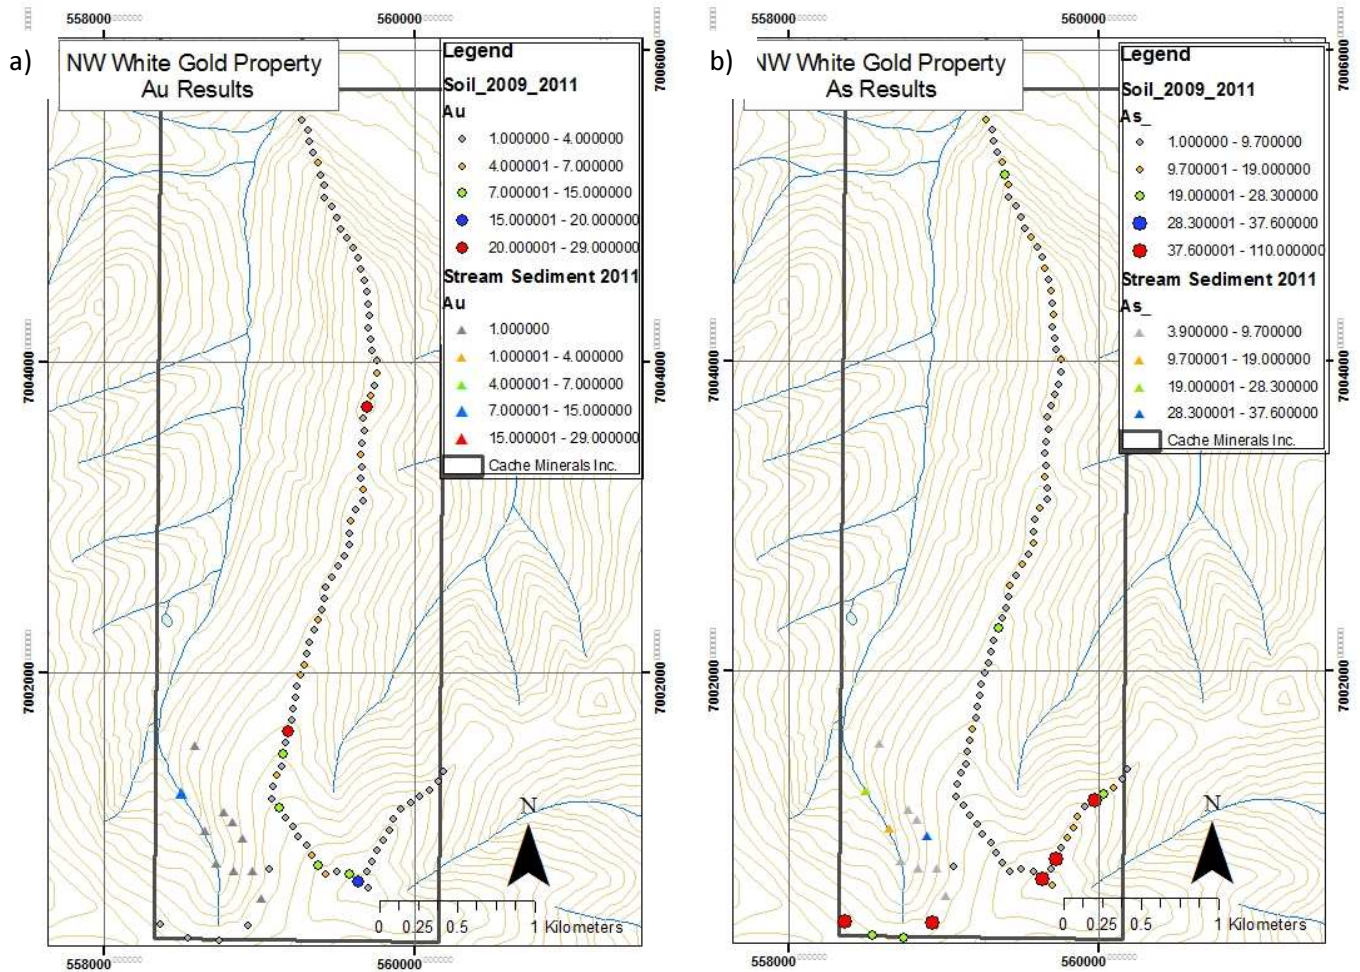 a)
558000
560000
7006000
7004000
7002000
7004000
7002000
NW White Gold Property
Au Results
Legend
Soil_2009_2011
Au
1.000000 - 4.000000
4.000001 - 7.000000
7.000001 - 15.000000
15.000001 - 20.000000
20.000001 - 29.000000
Stream Sediment 2011
Au
1.000000
1.000001 - 4.000000
4.000001 - 7.000000
7.000001 - 15.000000
15.000001 - 29.000000
Cache Minerals Inc.
N
0 0.25 0.5 1 Kilometers
558000
560000
b)
558000
560000
7006000
7004000
7002000
NW White Gold Property
As Results
Legend
Soil_2009_2011
As_
1.000000 - 9.700000
9.700001 - 19.000000
19.000001 - 28.300000
28.300001 - 37.600000
37.600001 - 110.000000
Stream Sediment 2011
As_
3.900000 - 9.700000
9.700001 - 19.000000
19.000001 - 28.300000
28.300001 - 37.600000
Cache Minerals Inc.
N
0 0.25 0.5 1 Kilometers
558000
560000